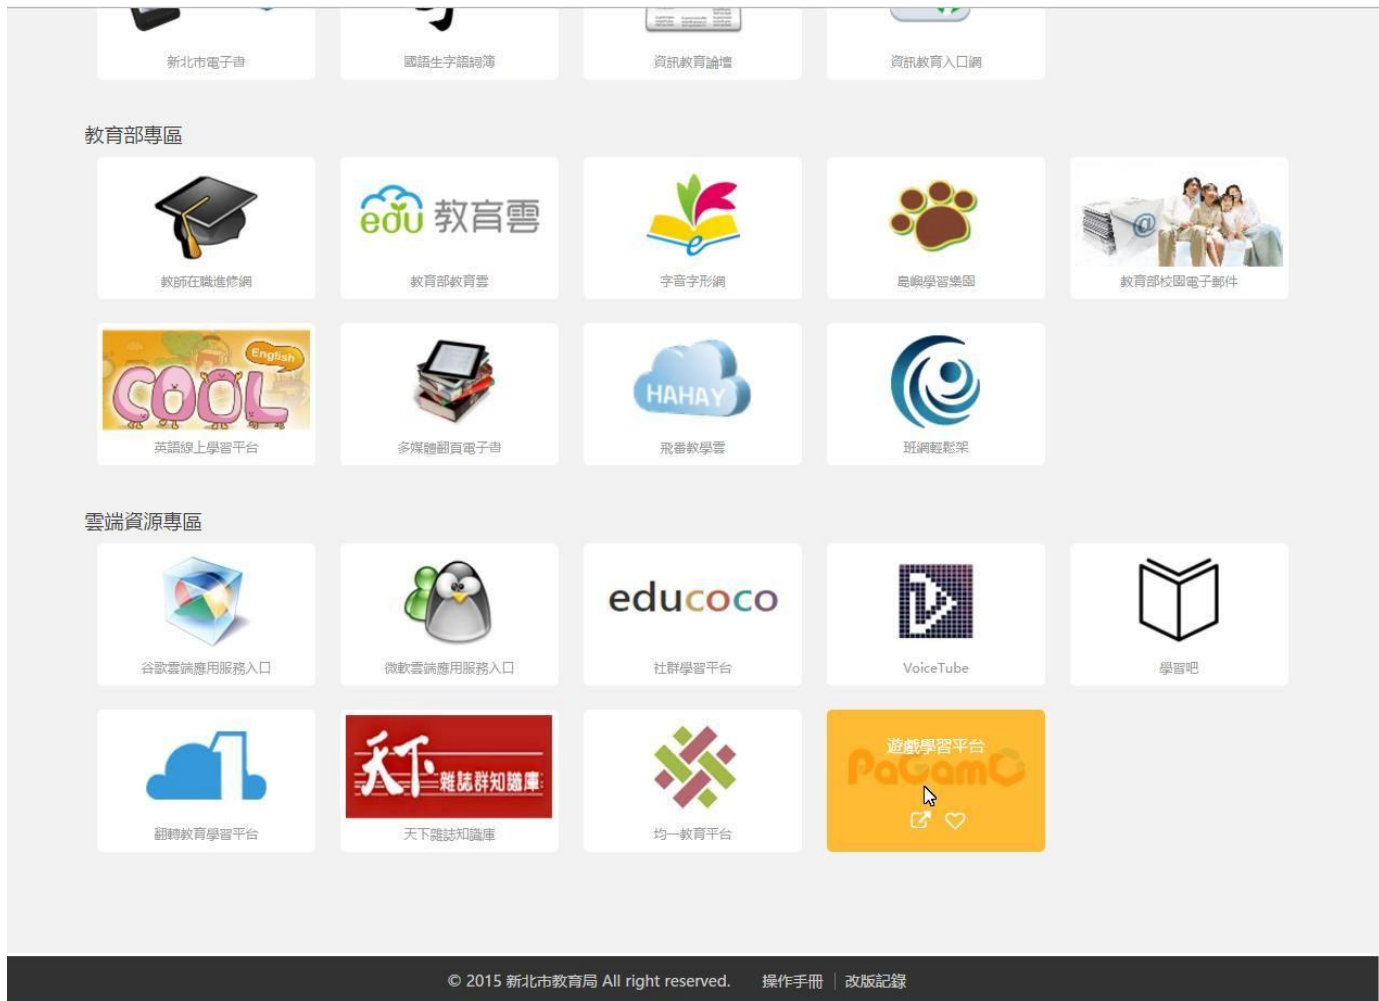 新北市電子書
國語生字語詞簿
資訊教育論壇
資訊教育入口網
教育部專區
edu 教育雲
@
教師在職進修網
教育部教育雲
字音字形網
島嶼學習樂園
教育部校園電子郵件
English
COOL
HAHAY
英語線上學習平台
多媒體翻頁電子書
飛番教學雲
班網輕鬆架
雲端資源專區
educoco
谷歌雲端應用服務入口
微軟雲端應用服務入口
社群學習平台
VoiceTube
學習吧
天下雜誌群知識庫
遊戲學習平台
PaGamO
翻轉教育學習平台
天下雜誌知識庫
均一教育平台
© 2015 新北市教育局 All right reserved. 操作手冊 | 改版記錄